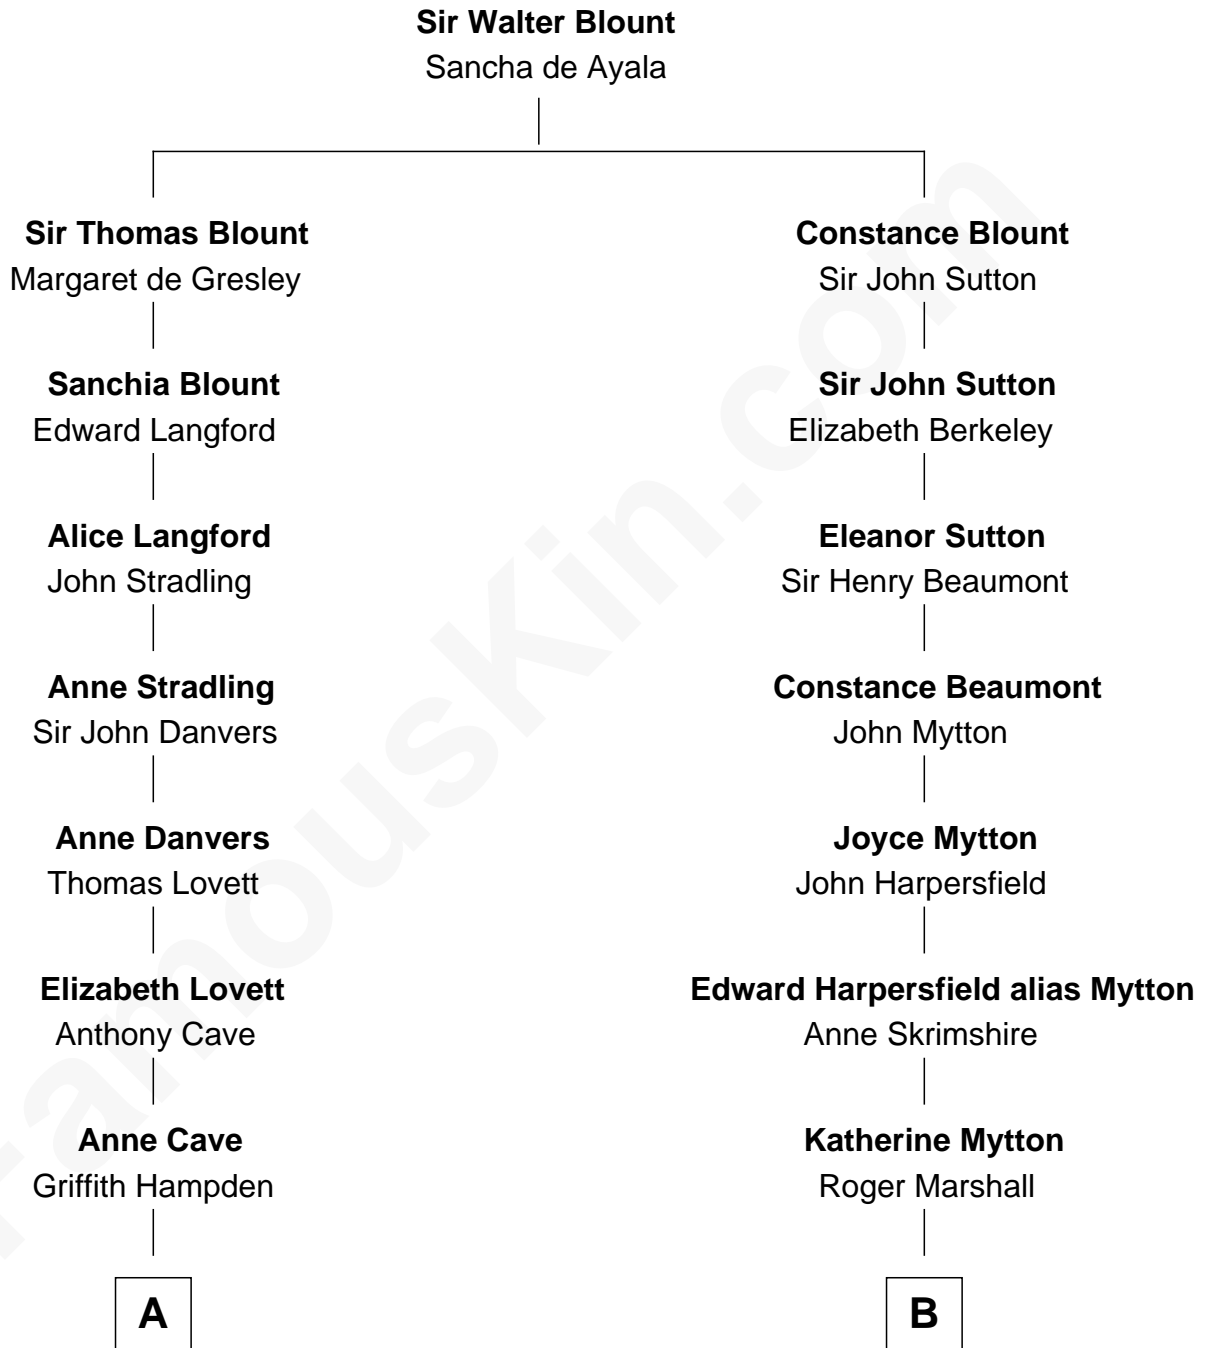 Sir Walter Blount
Sancha de Ayala
Sir Thomas Blount
Margaret de Gresley
Constance Blount
Sir John Sutton
Sanchia Blount
Edward Langford
Sir John Sutton
Elizabeth Berkeley
Alice Langford
John Stradling
Eleanor Sutton
Sir Henry Beaumont
Anne Stradling
Sir John Danvers
Constance Beaumont
John Mytton
Anne Danvers
Thomas Lovett
Joyce Mytton
John Harpersfield
Elizabeth Lovett
Anthony Cave
Edward Harpersfield alias Mytton
Anne Skrimshire
Anne Cave
Griffith Hampden
Katherine Mytton
Roger Marshall
A
B
FamousKin.com